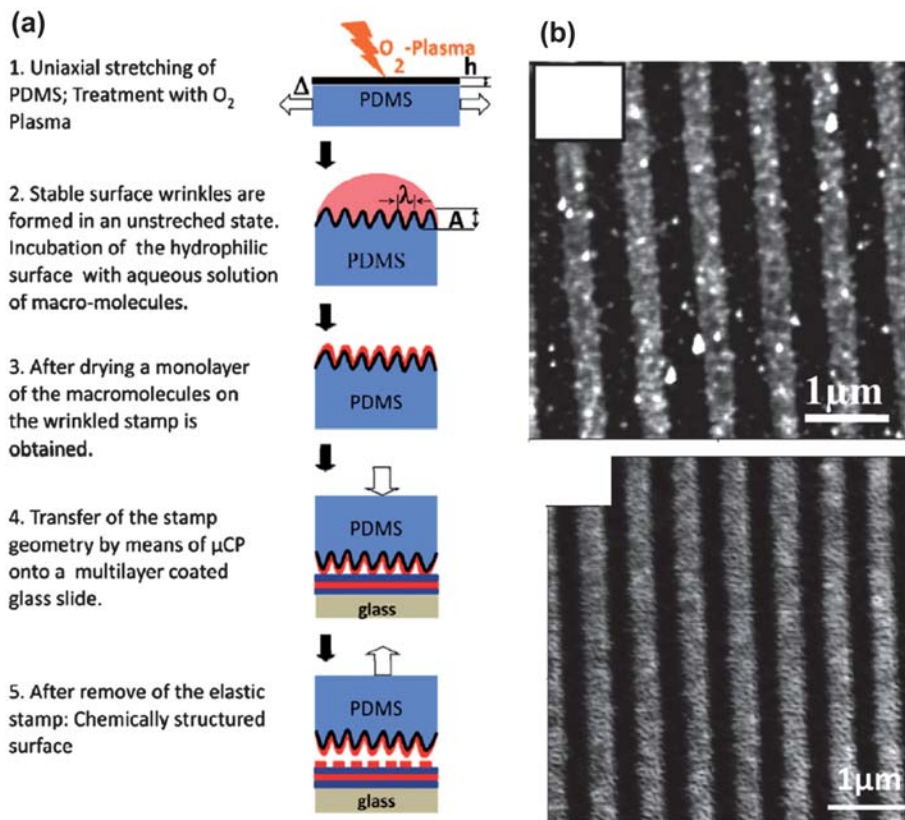 (a)
1. Uniaxial stretching of
PDMS; Treatment with O2
Plasma
O2-Plasma
h
Δ
PDMS
2. Stable surface wrinkles are
formed in an unstreched state.
Incubation of the hydrophilic
surface with aqueous solution
of macro-molecules.
λ
A
PDMS
3. After drying a monolayer
of the macromolecules on
the wrinkled stamp is
obtained.
PDMS
4. Transfer of the stamp
geometry by means of µCP
onto a multilayer coated
glass slide.
PDMS
glass
5. After remove of the elastic
stamp: Chemically structured
surface
PDMS
glass
(b)
1µm
1µm